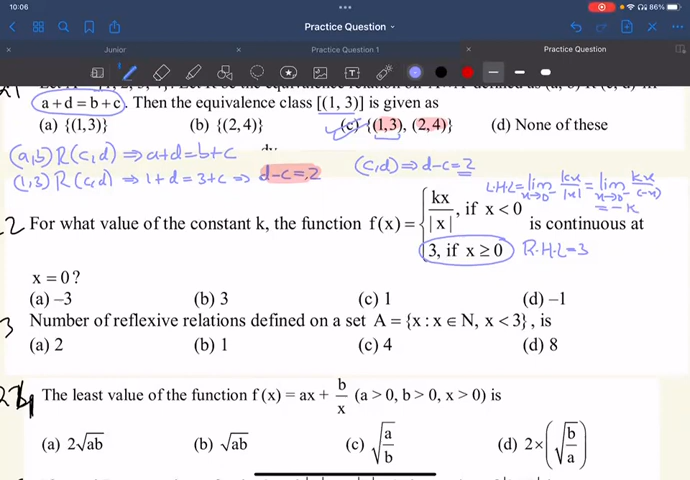 10:06
86%
Practice Question
Junior
Practice Question 1
Practice Question
a + d = b + c. Then the equivalence class [(1, 3)] is given as
(a) {(1,3)} (b) {(2,4)} (c) {(1,3), (2,4)} (d) None of these
(a,b) R (c,d) ⇒ a+d=b+c
(c,d) ⇒ d-c=2
(1,3) R (c,d) ⇒ 1+d=3+c ⇒ d-c=2
L.H.L = lim x→0⁻ kx/|x| = lim x→0⁻ kx/(-x)
= -k
2 For what value of the constant k, the function f(x) = { kx/|x|, if x < 0
3, if x ≥ 0 is continuous at
R.H.L = 3
x = 0?
(a) –3 (b) 3 (c) 1 (d) –1
3 Number of reflexive relations defined on a set A = {x : x ∈ N, x < 3}, is
(a) 2 (b) 1 (c) 4 (d) 8
The least value of the function f (x) = ax + b/x (a > 0, b > 0, x > 0) is
(a) 2√ab (b) √ab (c) √(a/b) (d) 2×(√(b/a))